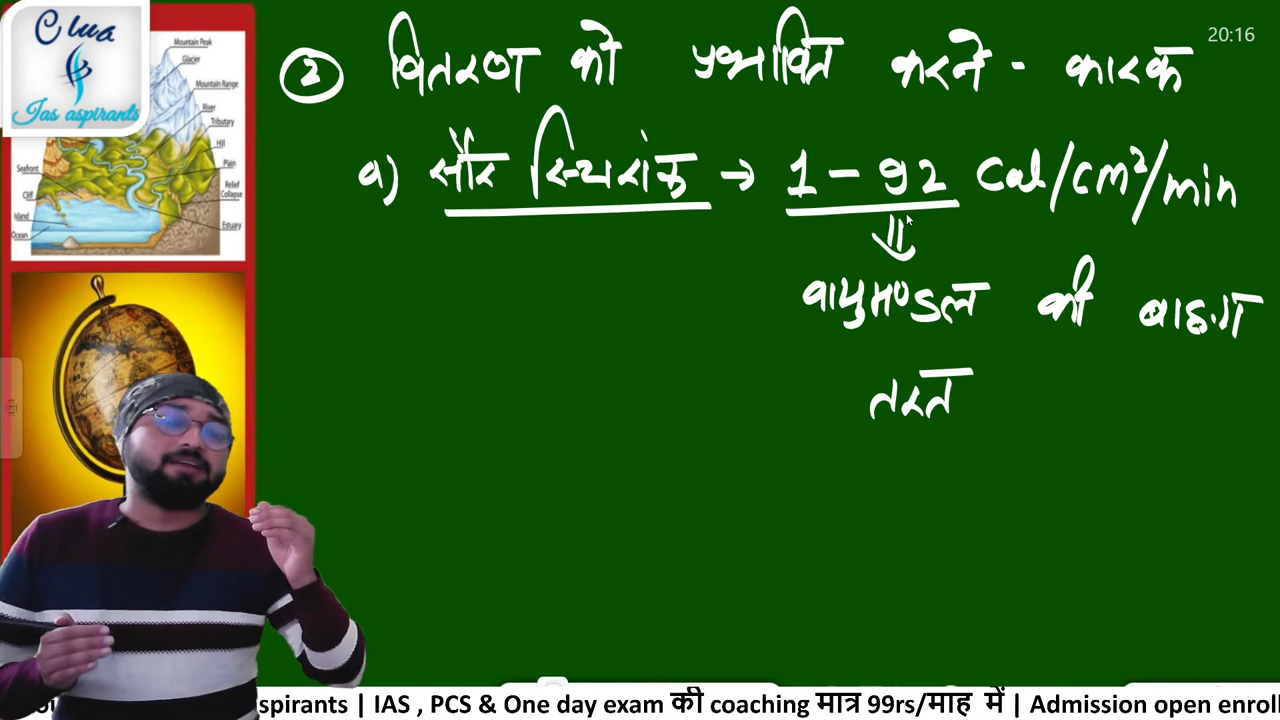 Clua
Ias aspirants
Mountain Peak
Glacier
Mountain Range
River
Tributary
Hill
Seafront
Plain
Cliff
Relief
Collapse
Island
Estuary
Ocean
20:16
② वितरण को प्रभावित करने - कारक
a) सौर स्थिरांक → 1 - 92 Cal/cm²/min
वायुमण्डल की बाह्य
तरत
spirants | IAS , PCS & One day exam की coaching मात्र 99rs/माह में | Admission open enroll